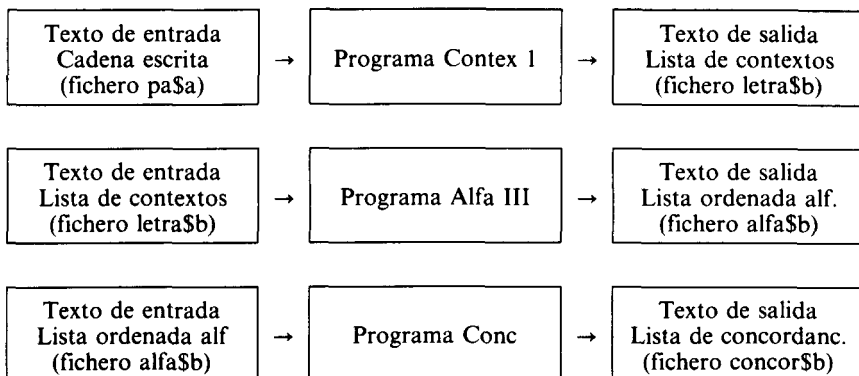 Texto de entrada
Cadena escrita
(fichero pa$a)
→
Programa Contex 1
→
Texto de salida
Lista de contextos
(fichero letra$b)
Texto de entrada
Lista de contextos
(fichero letra$b)
→
Programa Alfa III
→
Texto de salida
Lista ordenada alf.
(fichero alfa$b)
Texto de entrada
Lista ordenada alf
(fichero alfa$b)
→
Programa Conc
→
Texto de salida
Lista de concordanc.
(fichero concor$b)